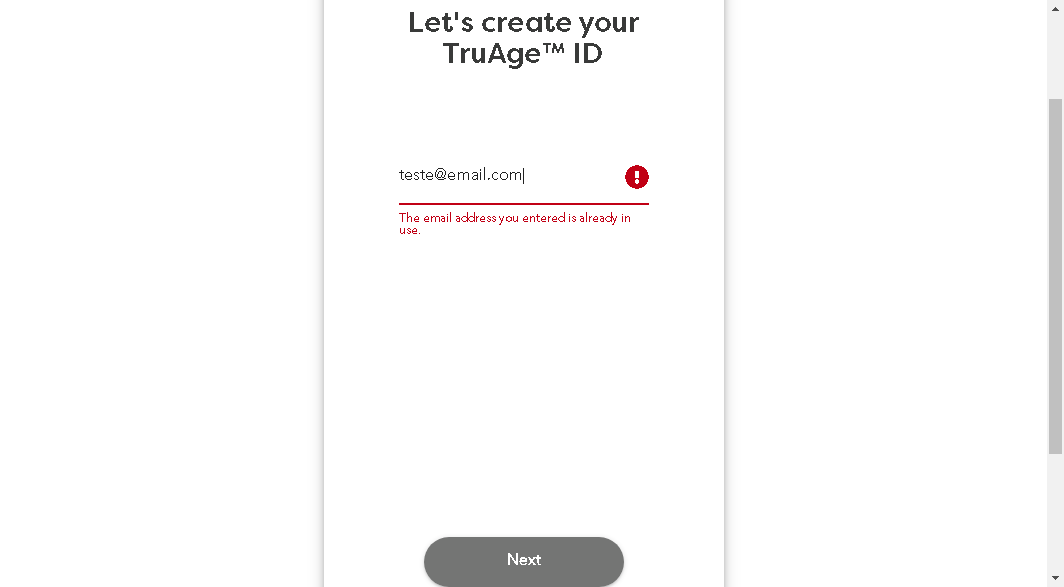 Let's create your
TruAge™ ID
teste@email.com
The email address you entered is already in
use.
Next